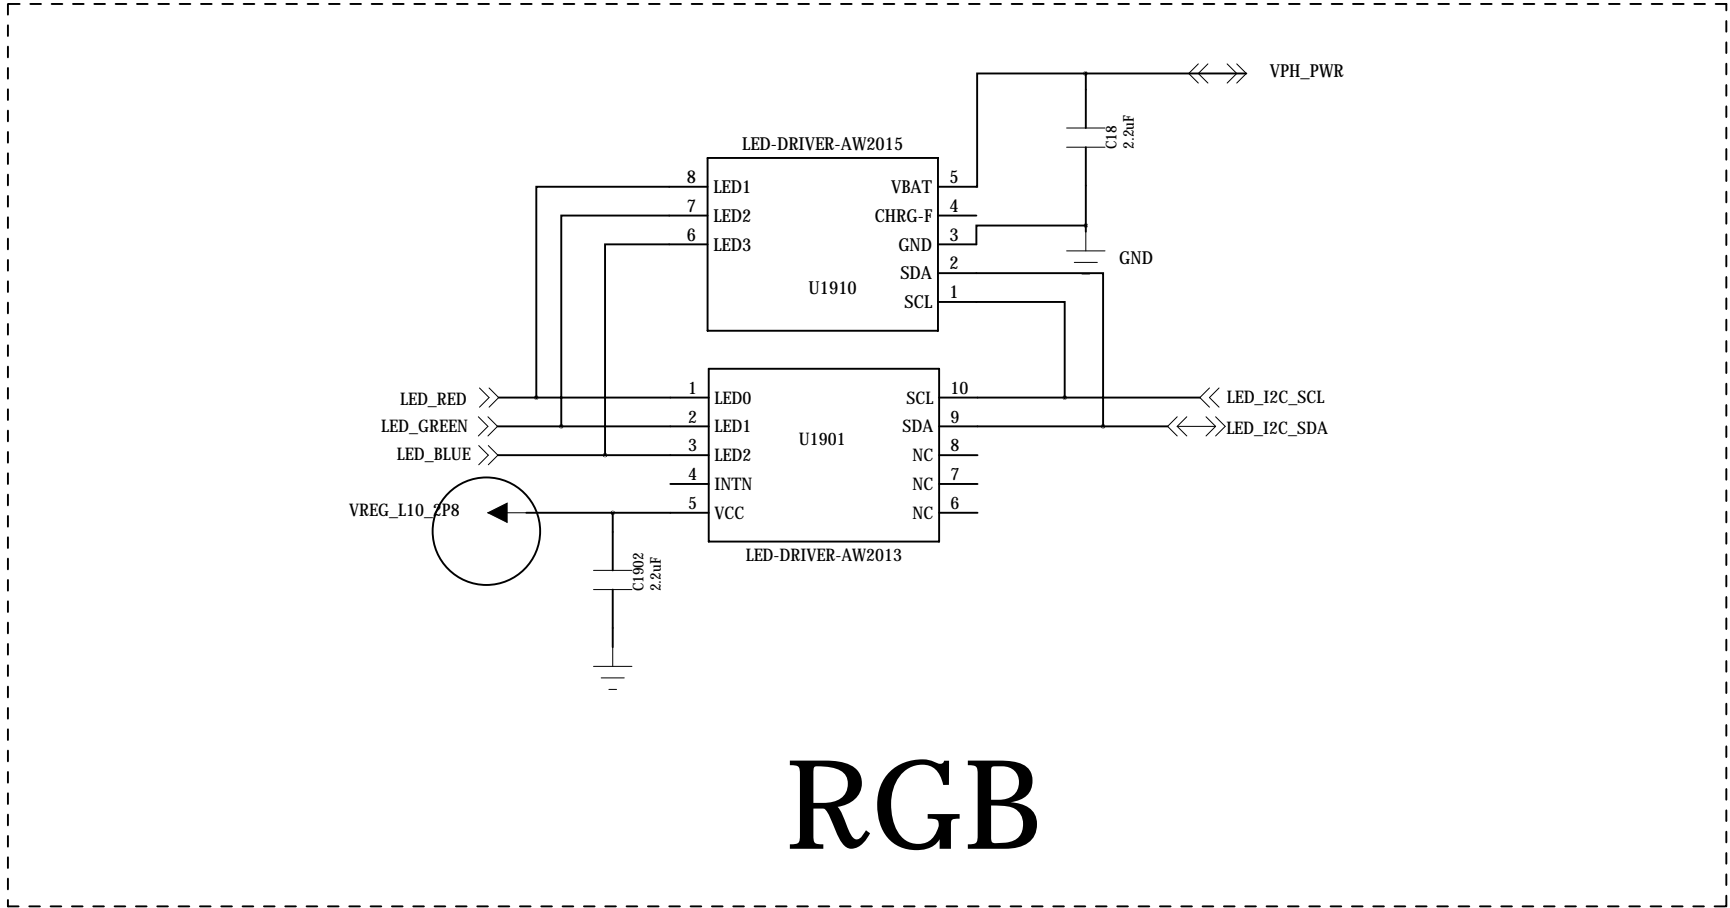 VPH_PWR
C18
2.2uF
LED-DRIVER-AW2015
8 LED1 VBAT 5
7 LED2 CHRG-F 4
6 LED3 GND 3
GND
SDA 2
U1910
SCL 1
LED_RED 1 LED0 SCL 10 LED_I2C_SCL
LED_GREEN 2 LED1 U1901 SDA 9 LED_I2C_SDA
LED_BLUE 3 LED2 NC 8
4 INTN NC 7
VREG_L10_2P8 5 VCC NC 6
LED-DRIVER-AW2013
C1902
2.2uF
RGB